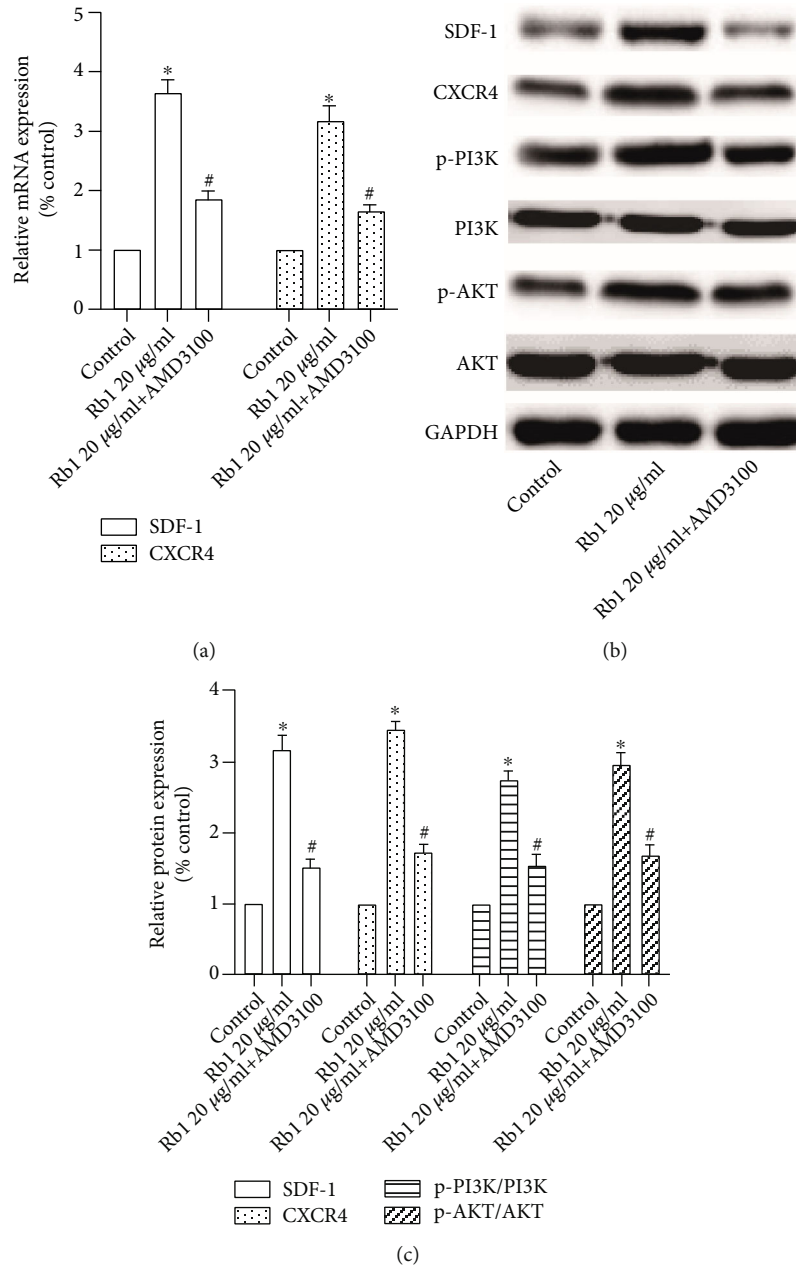 5
4
3
2
1
0
Relative mRNA expression
(% control)
*
#
*
#
Control
Rb1 20 μg/ml
Rb1 20 μg/ml+AMD3100
Control
Rb1 20 μg/ml
Rb1 20 μg/ml+AMD3100
SDF-1
CXCR4
(a)
SDF-1
CXCR4
p-PI3K
PI3K
p-AKT
AKT
GAPDH
Control
Rb1 20 μg/ml
Rb1 20 μg/ml+AMD3100
(b)
4
3
2
1
0
Relative protein expression
(% control)
*
#
*
#
*
#
*
#
Control
Rb1 20 μg/ml
Rb1 20 μg/ml+AMD3100
Control
Rb1 20 μg/ml
Rb1 20 μg/ml+AMD3100
Control
Rb1 20 μg/ml
Rb1 20 μg/ml+AMD3100
Control
Rb1 20 μg/ml
Rb1 20 μg/ml+AMD3100
SDF-1
CXCR4
p-PI3K/PI3K
p-AKT/AKT
(c)